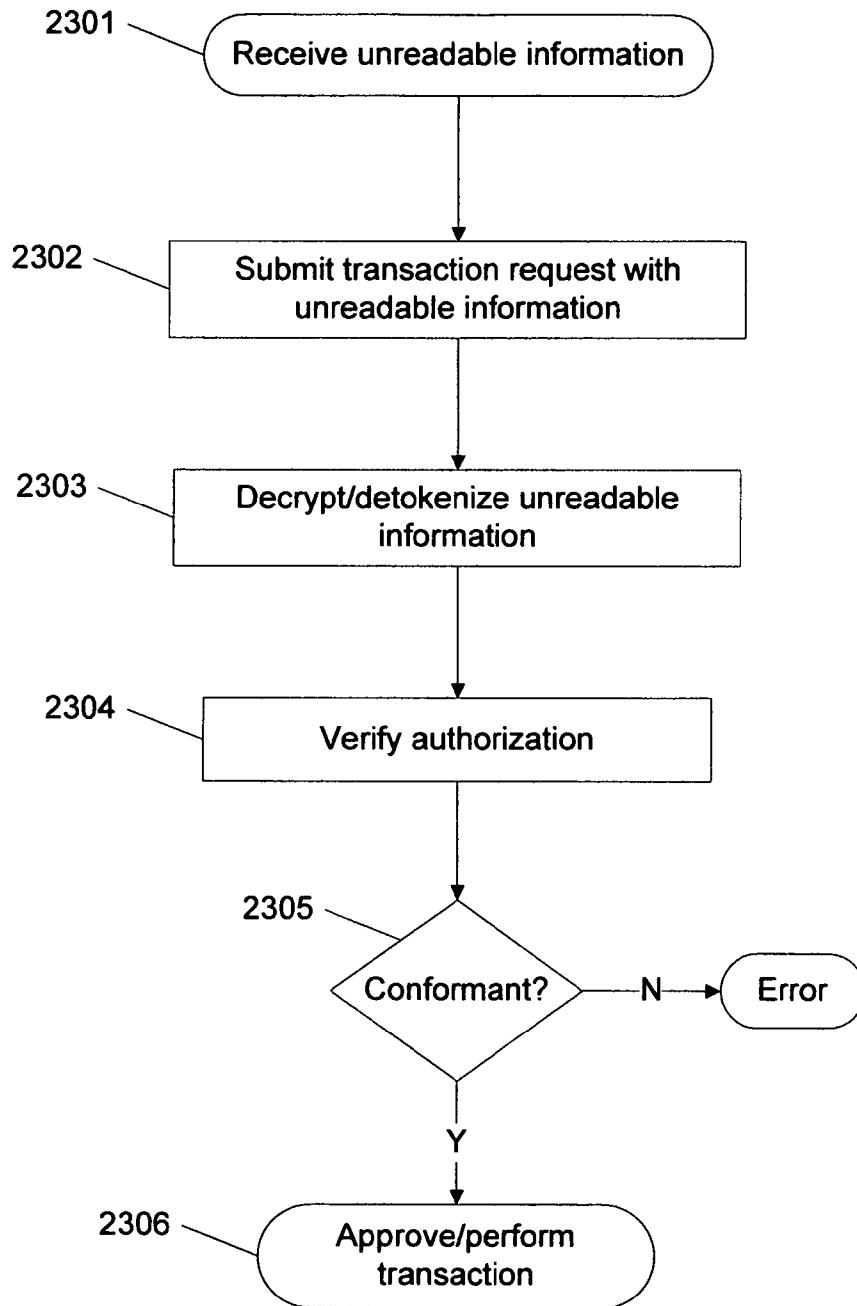 2301
Receive unreadable information
2302
Submit transaction request with
unreadable information
2303
Decrypt/detokenize unreadable
information
2304
Verify authorization
2305
Conformant?
N
Error
Y
2306
Approve/perform
transaction